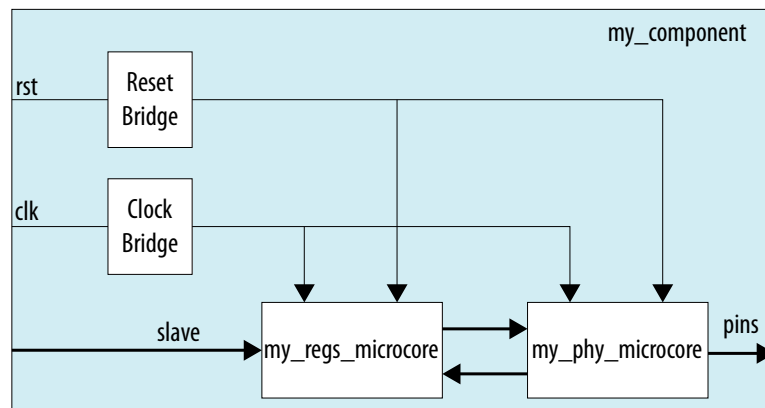 my_component
rst
Reset
Bridge
clk
Clock
Bridge
slave
my_regs_microcore
my_phy_microcore
pins